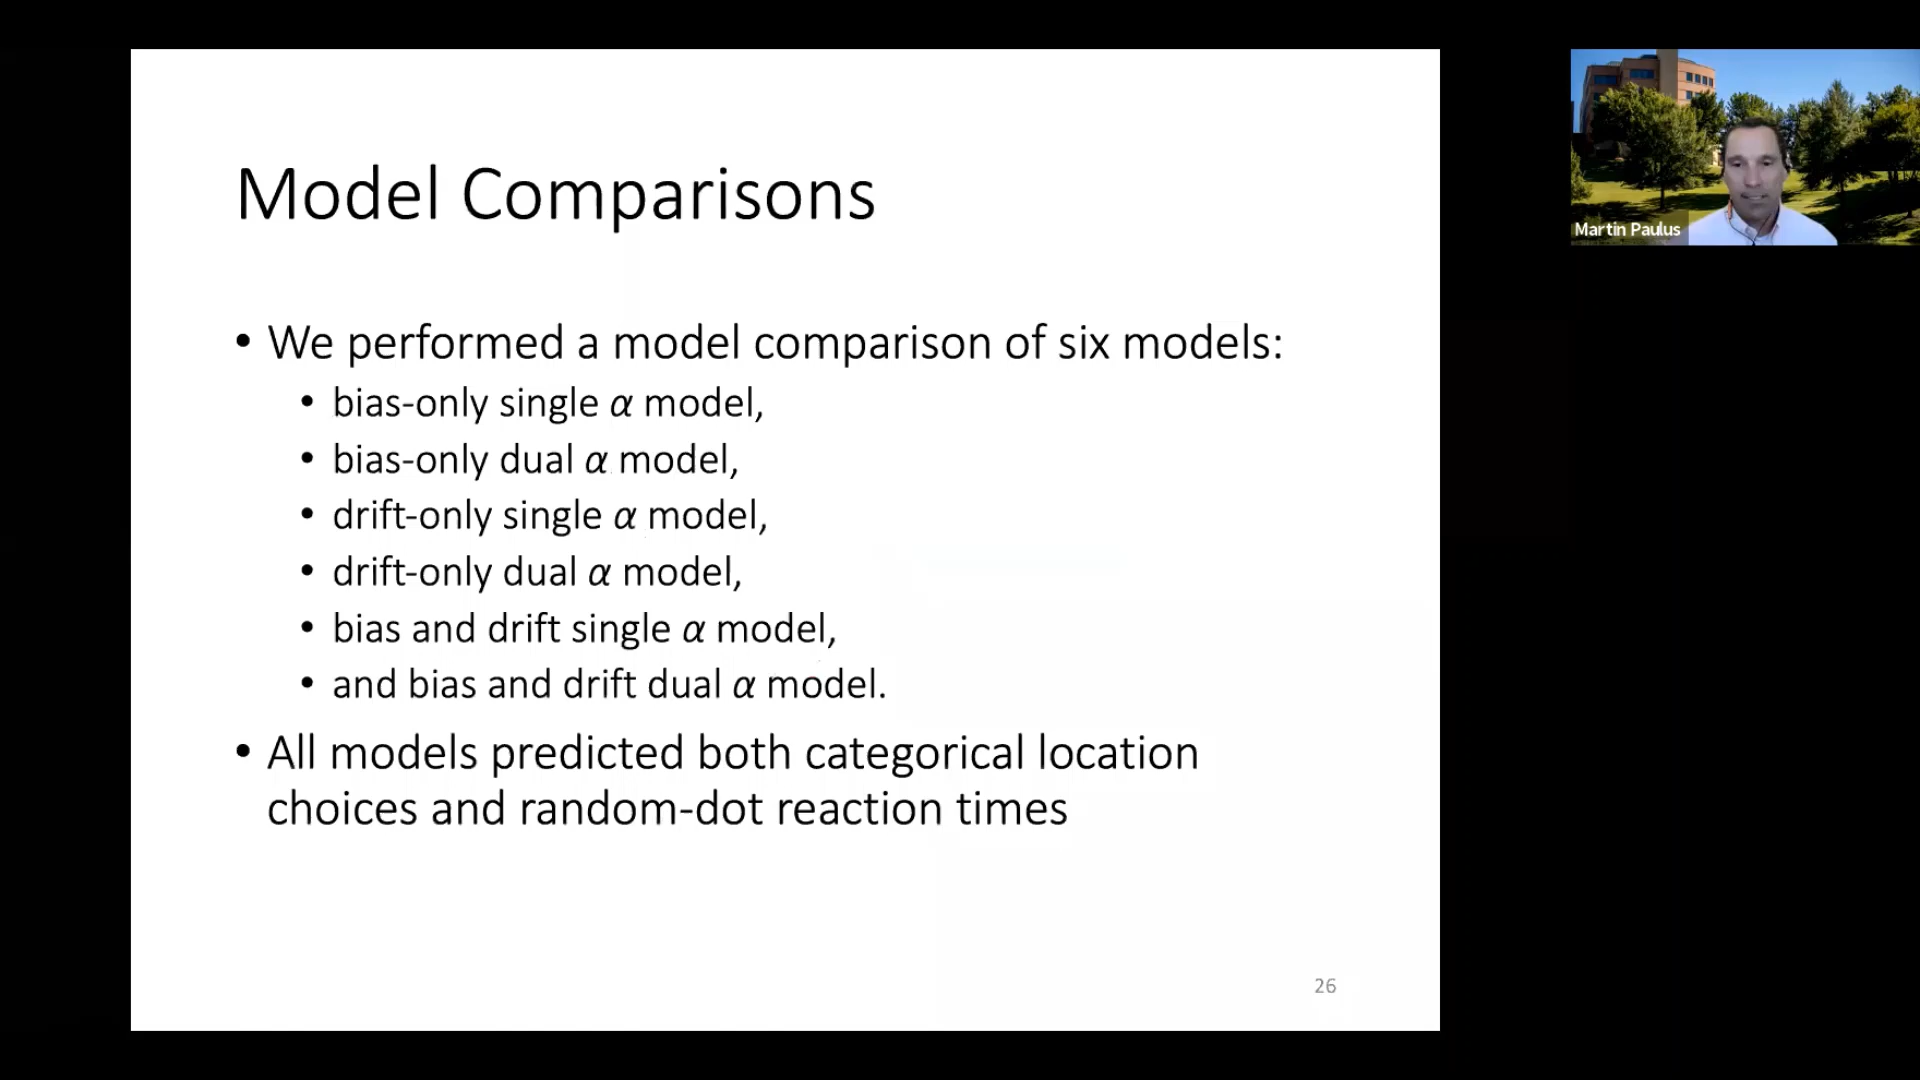 Model Comparisons
• We performed a model comparison of six models:
• bias-only single α model,
• bias-only dual α model,
• drift-only single α model,
• drift-only dual α model,
• bias and drift single α model,
• and bias and drift dual α model.
• All models predicted both categorical location
choices and random-dot reaction times
26
Martin Paulus